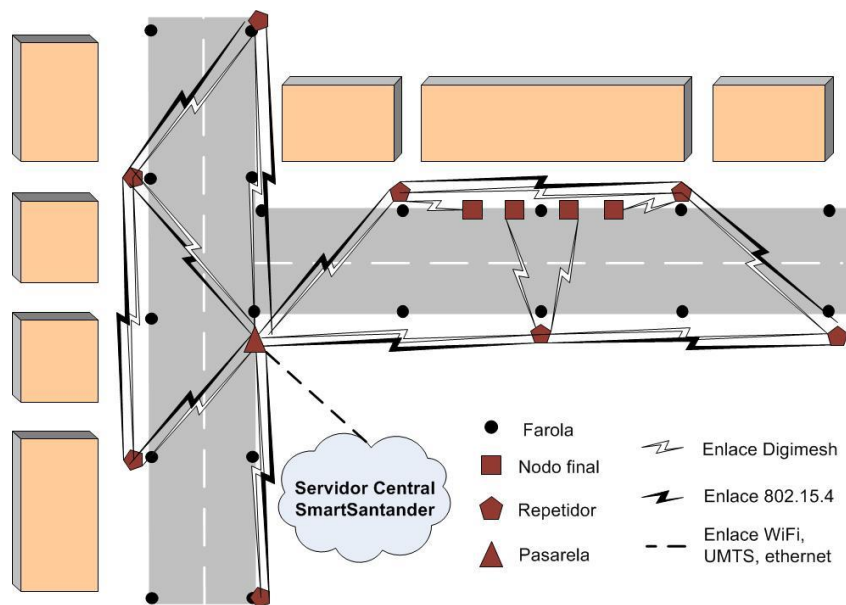 Servidor Central
SmartSantander
Farola
Nodo final
Repetidor
Pasarela
Enlace Digimesh
Enlace 802.15.4
Enlace WiFi,
UMTS, ethernet